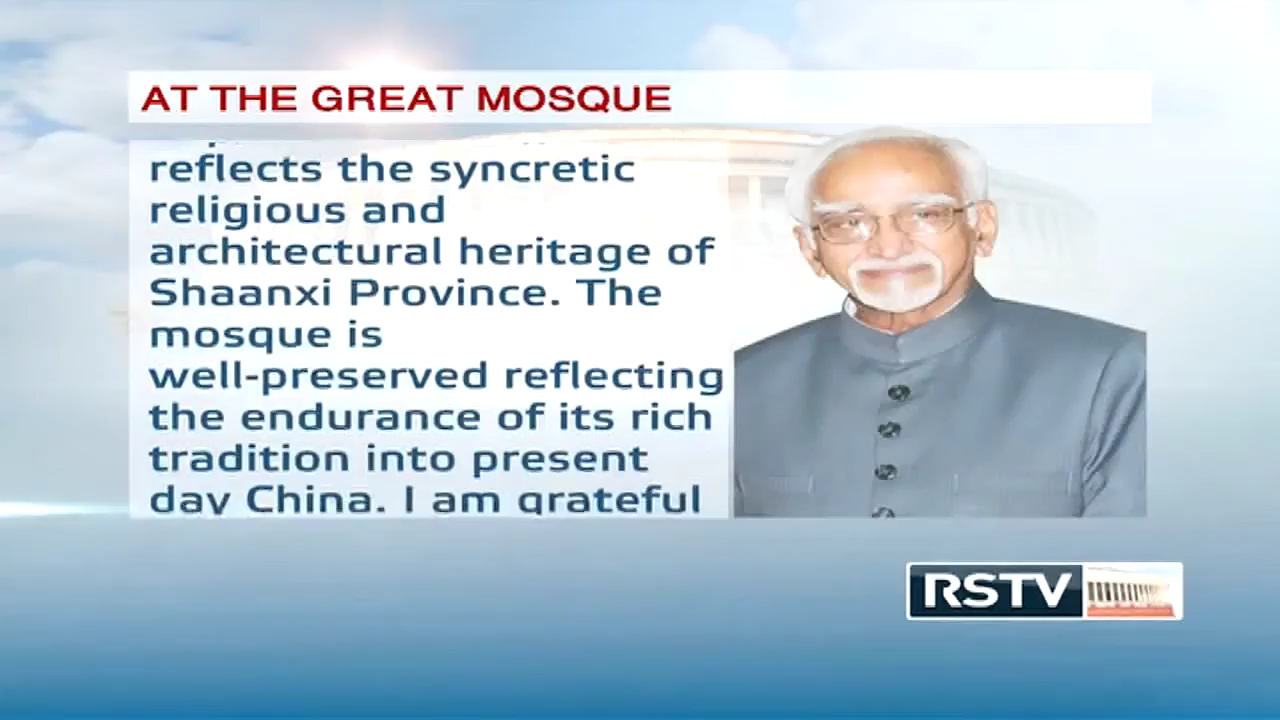 AT THE GREAT MOSQUE
reflects the syncretic
religious and
architectural heritage of
Shaanxi Province. The
mosque is
well-preserved reflecting
the endurance of its rich
tradition into present
day China. I am grateful
RSTV